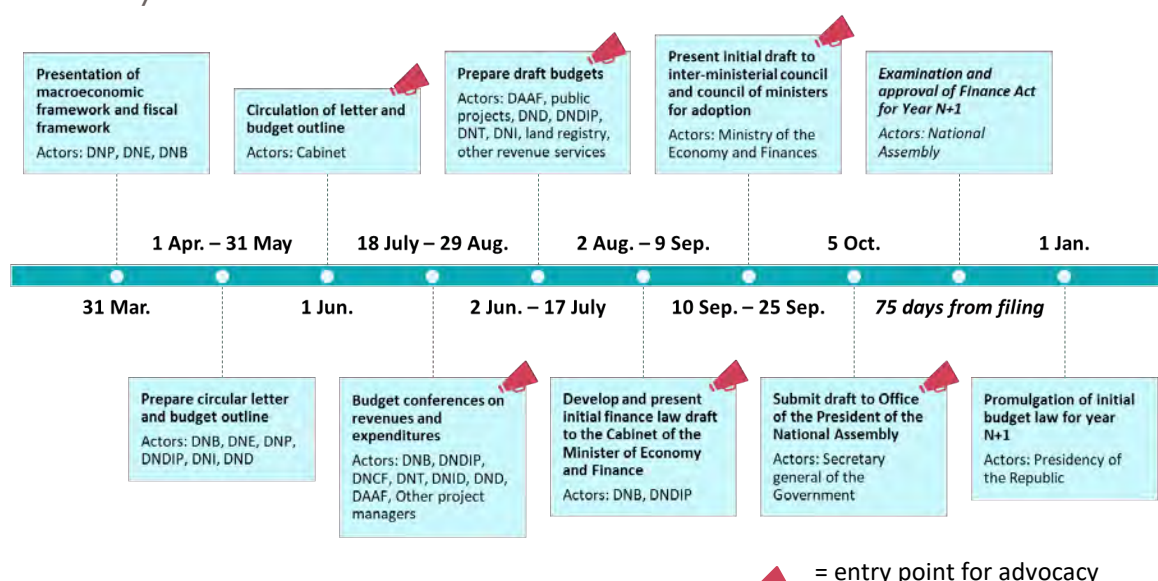 Presentation of
macroeconomic
framework and fiscal
framework
Actors: DNP, DNE, DNB
Circulation of letter and
budget outline
Actors: Cabinet
Prepare draft budgets
Actors: DAAF, public
projects, DND, DNDIP,
DNT, DNI, land registry,
other revenue services
Present initial draft to
inter-ministerial council
and council of ministers
for adoption
Actors: Ministry of the
Economy and Finances
Examination and
approval of Finance Act
for Year N+1
Actors: National
Assembly
1 Apr. – 31 May
18 July – 29 Aug.
2 Aug. – 9 Sep.
5 Oct.
1 Jan.
31 Mar.
1 Jun.
2 Jun. – 17 July
10 Sep. – 25 Sep.
75 days from filing
Prepare circular letter
and budget outline
Actors: DNB, DNE, DNP,
DNDIP, DNI, DND
Budget conferences on
revenues and
expenditures
Actors: DNB, DNDIP,
DNCF, DNT, DNID, DND,
DAAF, Other project
managers
Develop and present
initial finance law draft
to the Cabinet of the
Minister of Economy
and Finance
Actors: DNB, DNDIP
Submit draft to Office
of the President of the
National Assembly
Actors: Secretary
general of the
Government
Promulgation of initial
budget law for year
N+1
Actors: Presidency of
the Republic
= entry point for advocacy